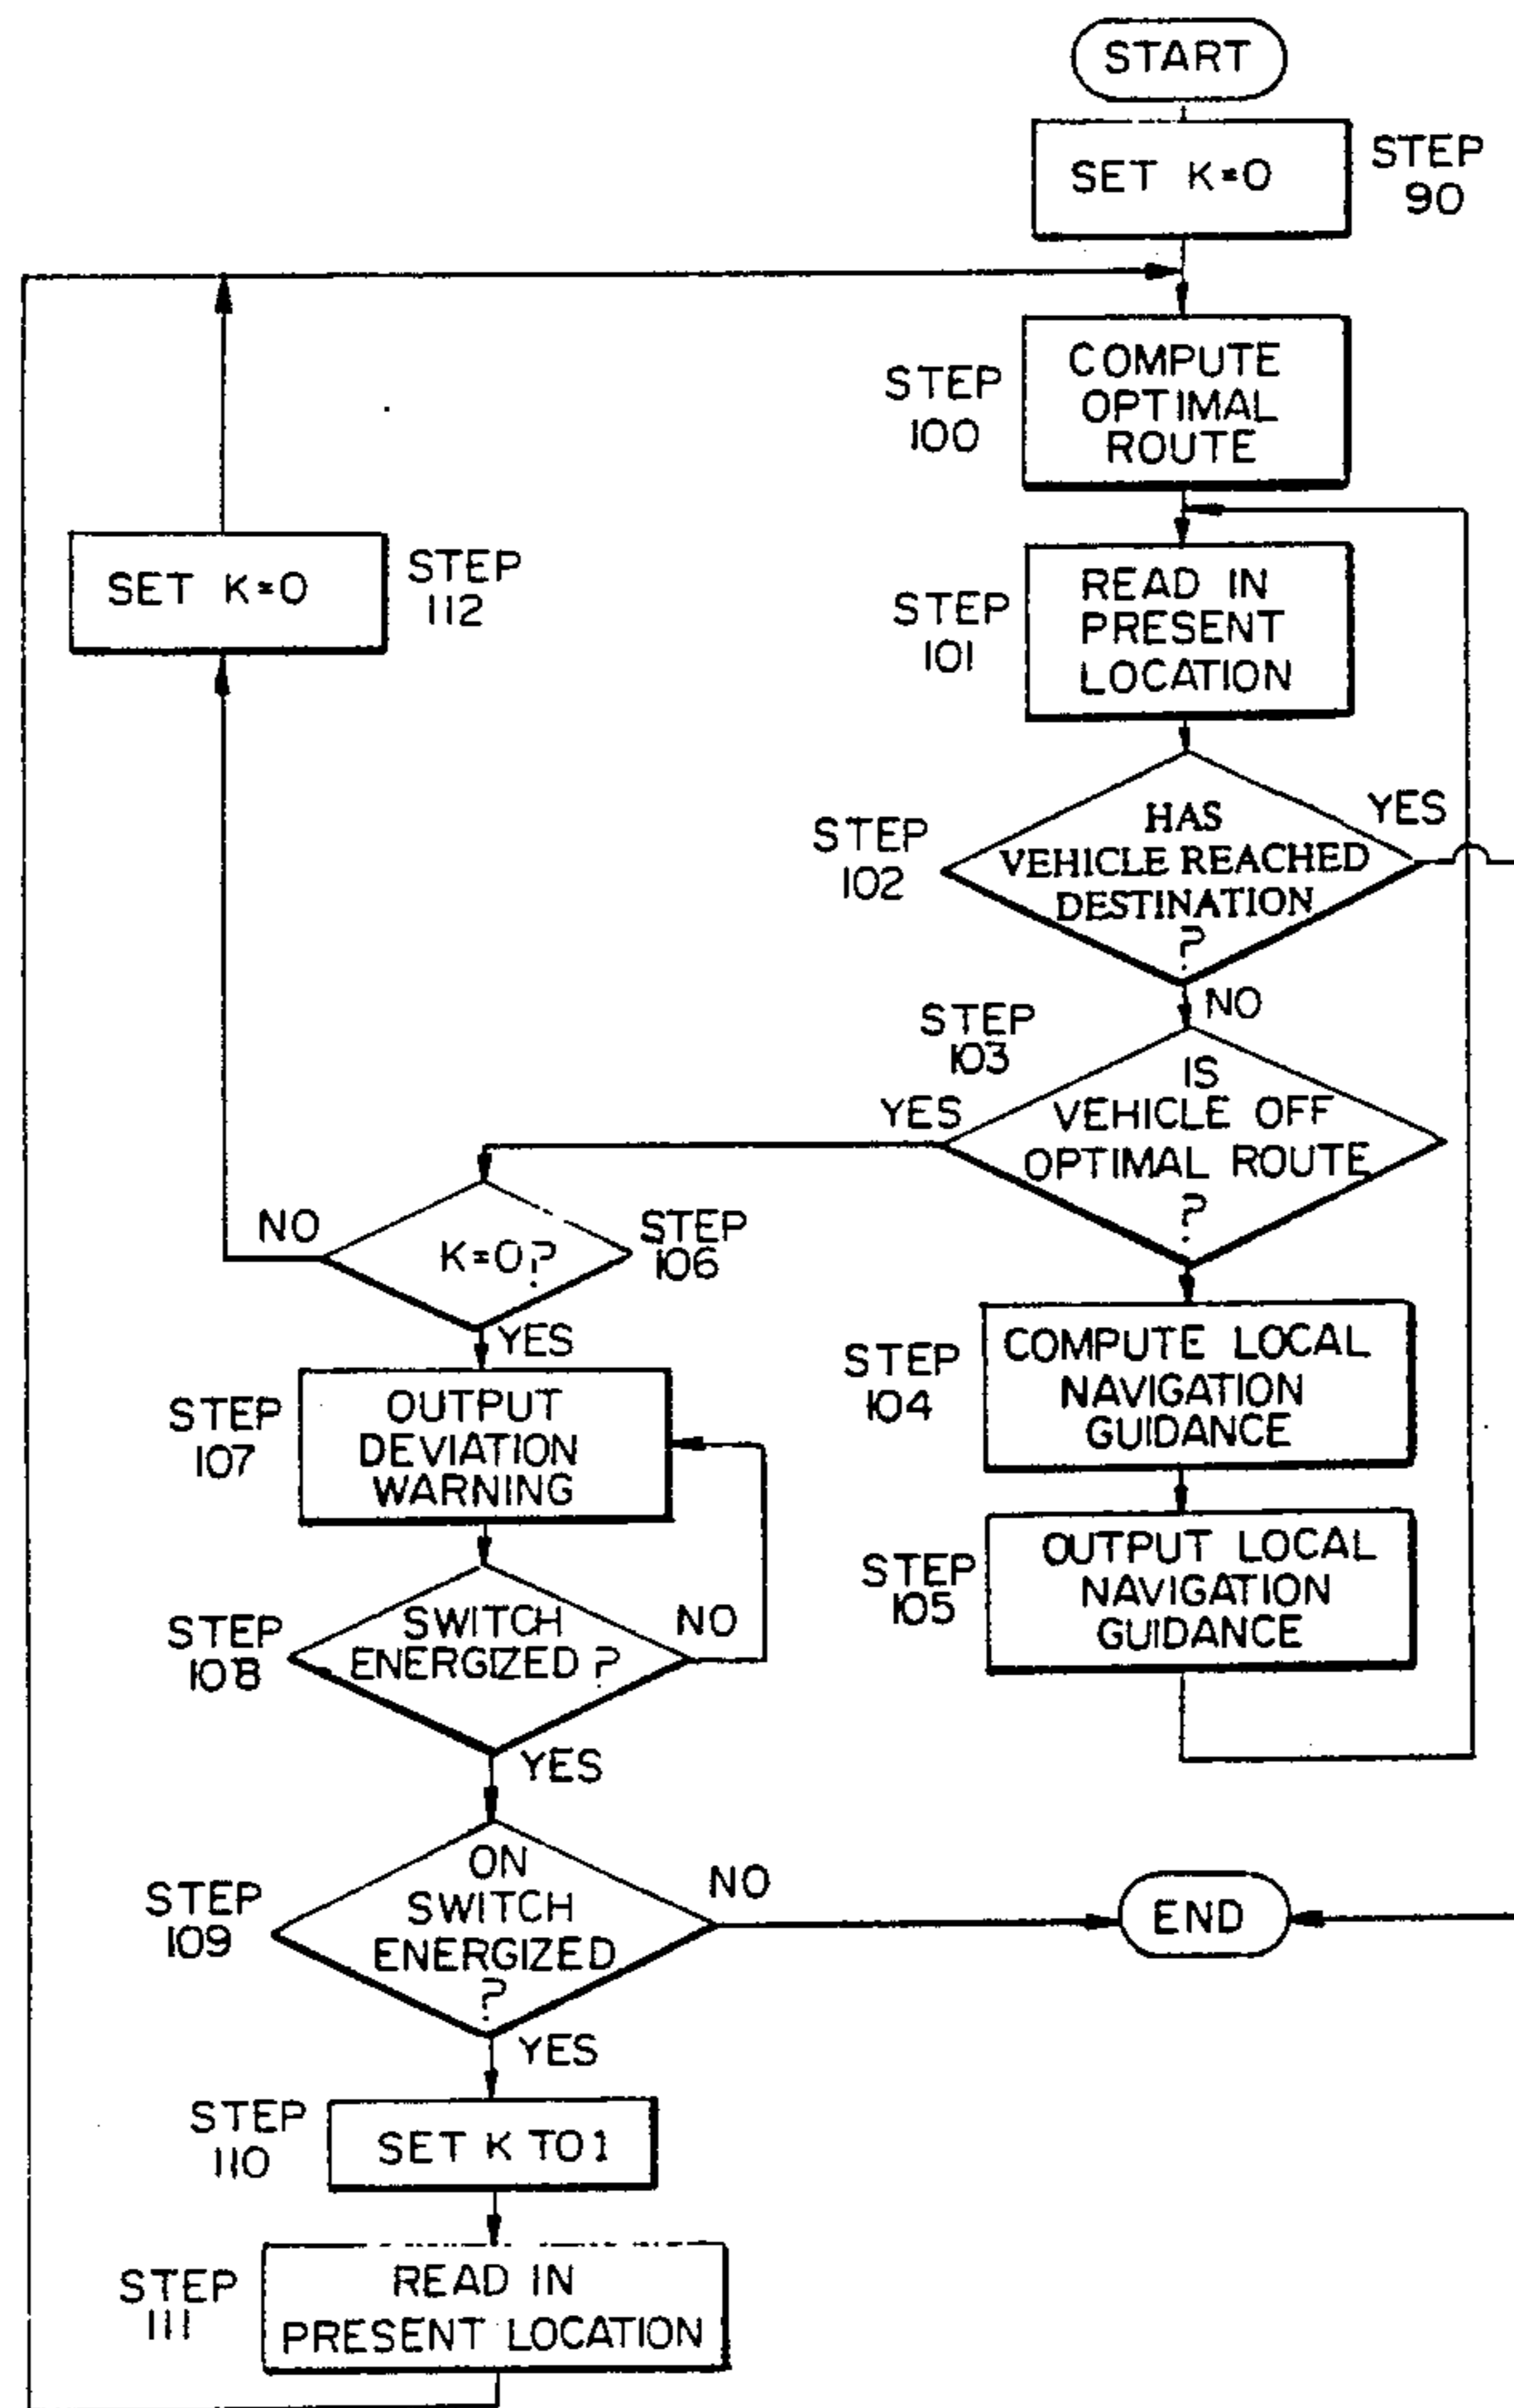 START
SET K=0
STEP
90
STEP
100
COMPUTE
OPTIMAL
ROUTE
SET K=0
STEP
112
STEP
101
READ IN
PRESENT
LOCATION
STEP
102
HAS
VEHICLE REACHED
DESTINATION
?
YES
NO
STEP
103
IS
VEHICLE OFF
OPTIMAL ROUTE
?
YES
NO
K=0?
STEP
106
YES
STEP
104
COMPUTE LOCAL
NAVIGATION
GUIDANCE
STEP
107
OUTPUT
DEVIATION
WARNING
STEP
105
OUTPUT LOCAL
NAVIGATION
GUIDANCE
STEP
108
SWITCH
ENERGIZED?
NO
YES
STEP
109
ON
SWITCH
ENERGIZED
?
NO
END
YES
STEP
110
SET K TO 1
STEP
111
READ IN
PRESENT LOCATION